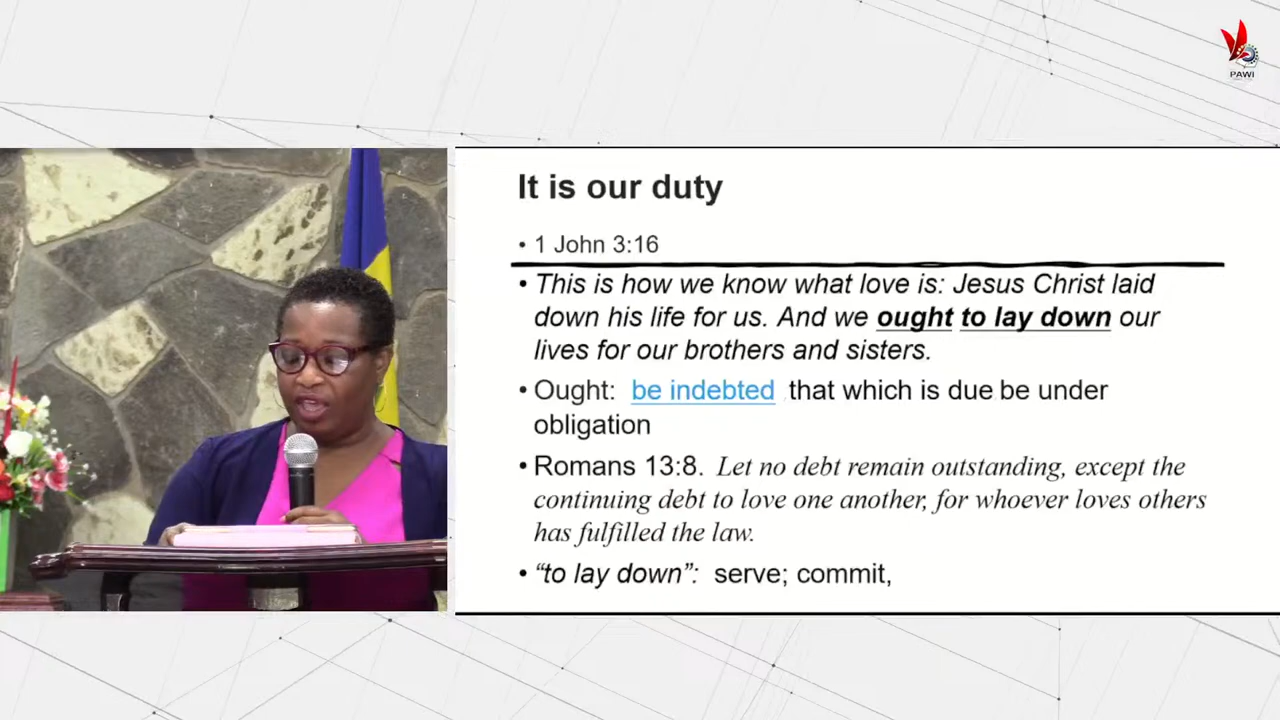 PAWI
It is our duty
• 1 John 3:16
• This is how we know what love is: Jesus Christ laid
down his life for us. And we ought to lay down our
lives for our brothers and sisters.
• Ought: be indebted that which is due be under
obligation
• Romans 13:8. Let no debt remain outstanding, except the
continuing debt to love one another, for whoever loves others
has fulfilled the law.
• “to lay down”: serve; commit,